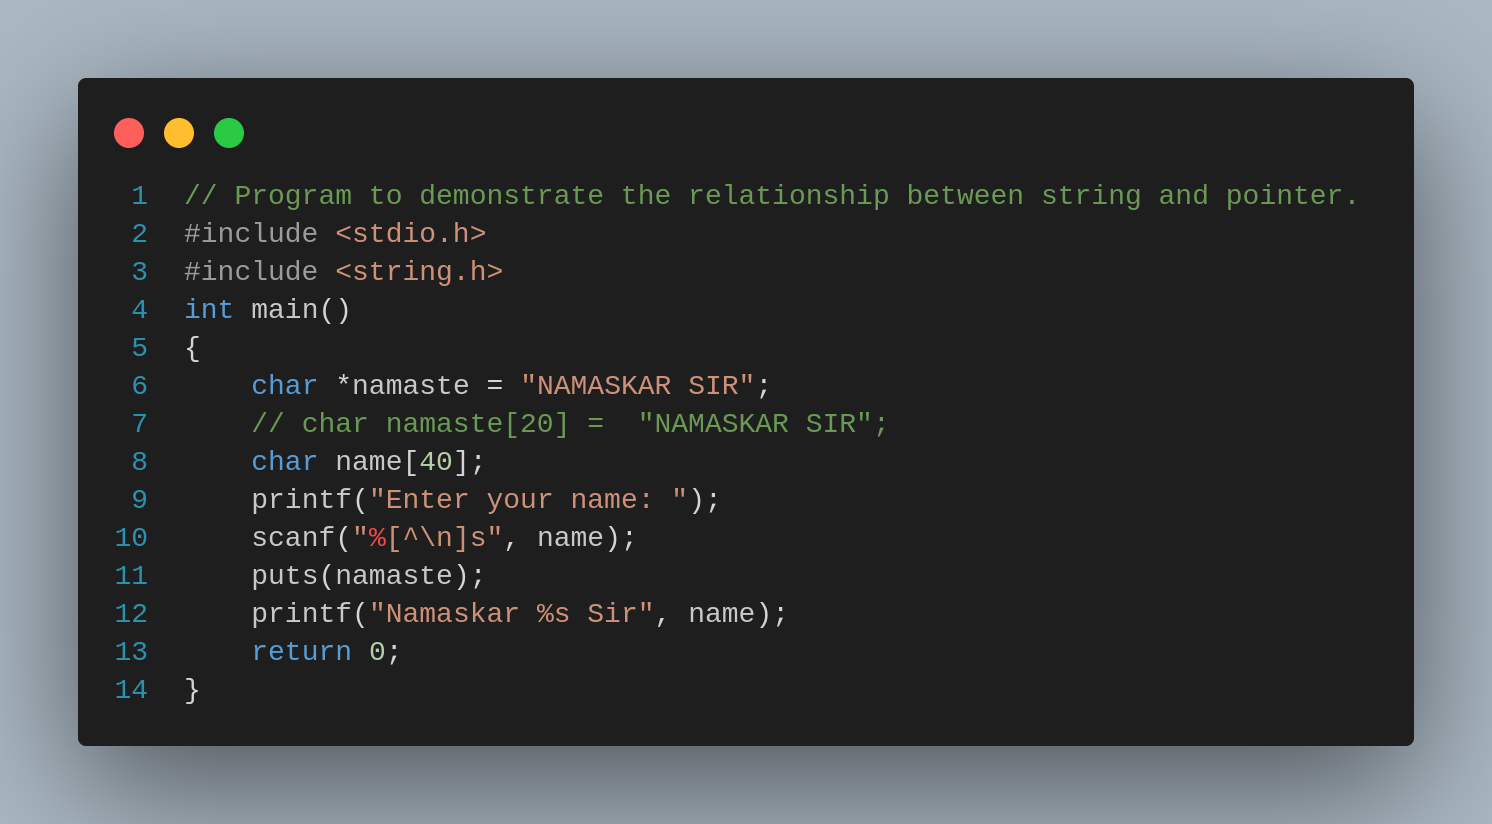 1 // Program to demonstrate the relationship between string and pointer.
2 #include <stdio.h>
3 #include <string.h>
4 int main()
5 {
6     char *namaste = "NAMASKAR SIR";
7     // char namaste[20] =  "NAMASKAR SIR";
8     char name[40];
9     printf("Enter your name: ");
10     scanf("%[^\n]s", name);
11     puts(namaste);
12     printf("Namaskar %s Sir", name);
13     return 0;
14 }